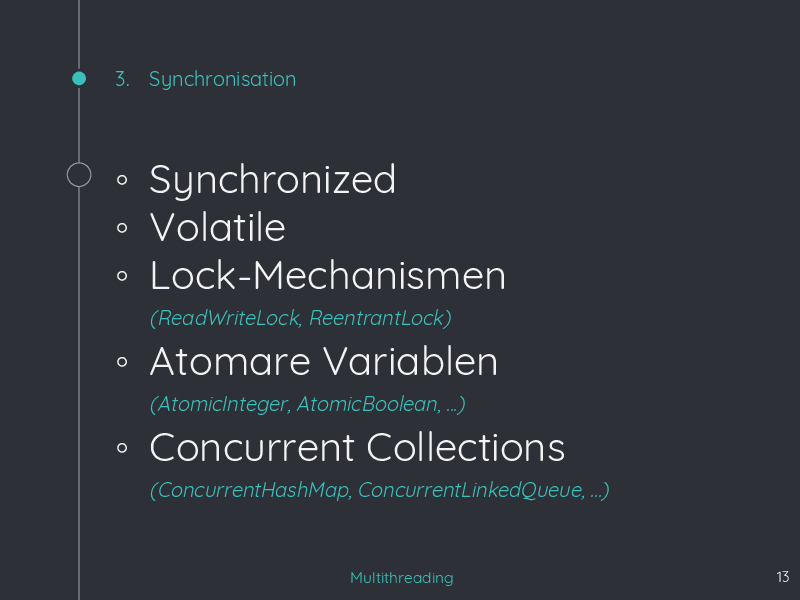 3. Synchronisation
◦ Synchronized
◦ Volatile
◦ Lock-Mechanismen
(ReadWriteLock, ReentrantLock)
◦ Atomare Variablen
(AtomicInteger, AtomicBoolean, ...)
◦ Concurrent Collections
(ConcurrentHashMap, ConcurrentLinkedQueue, ...)
Multithreading
13